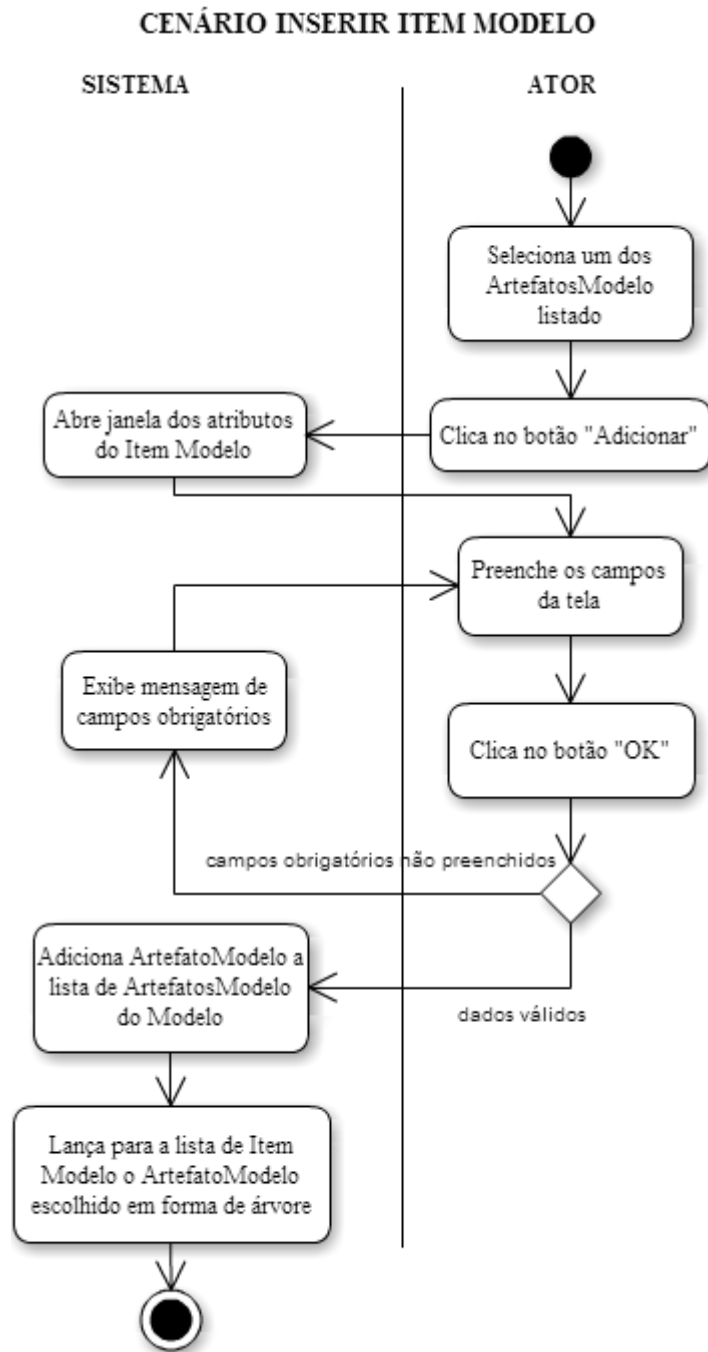 CENÁRIO INSERIR ITEM MODELO
SISTEMA
ATOR
Seleciona um dos
ArtefatosModelo
listado
Clica no botão "Adicionar"
Abre janela dos atributos
do Item Modelo
Preenche os campos
da tela
Exibe mensagem de
campos obrigatórios
Clica no botão "OK"
campos obrigatórios não preenchidos
dados válidos
Adiciona ArtefatoModelo a
lista de ArtefatosModelo
do Modelo
Lança para a lista de Item
Modelo o ArtefatoModelo
escolhido em forma de árvore